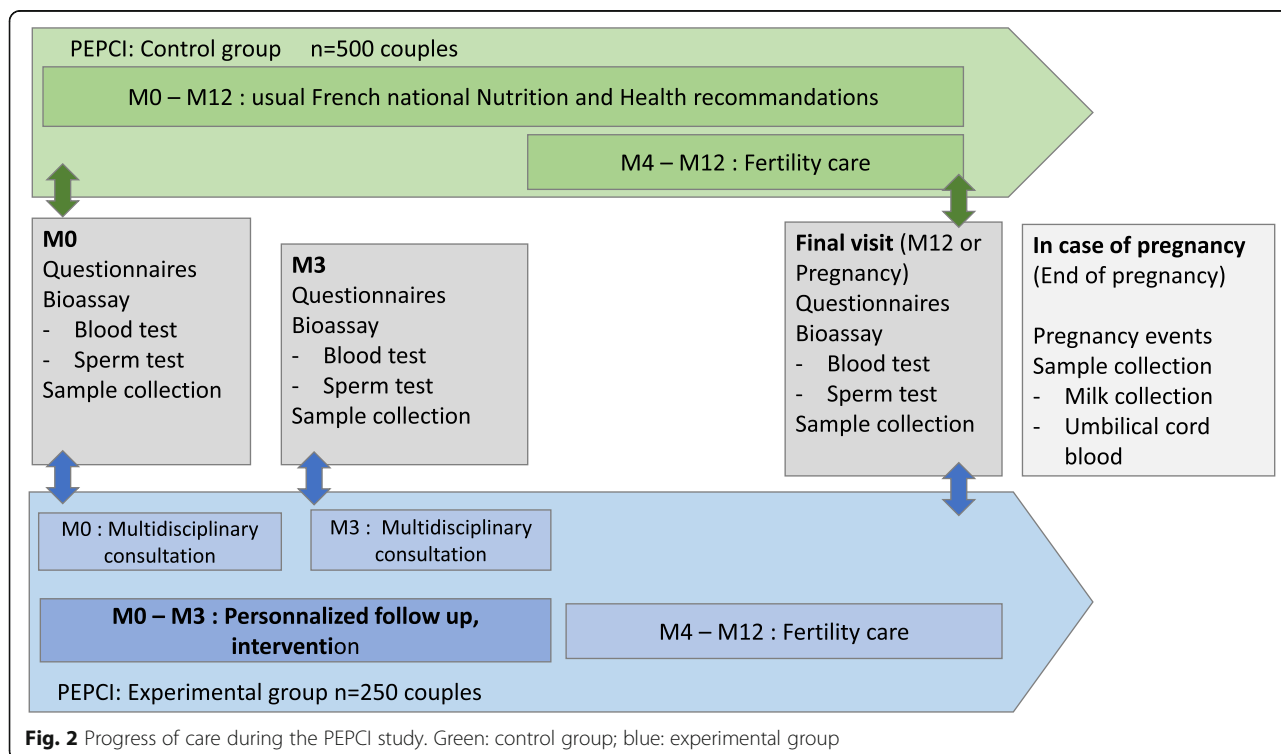 PEPCI: Control group n=500 couples
M0 – M12 : usual French national Nutrition and Health recommandations
M4 – M12 : Fertility care
M0
Questionnaires
Bioassay
- Blood test
- Sperm test
Sample collection
M3
Questionnaires
Bioassay
- Blood test
- Sperm test
Sample collection
Final visit (M12 or
Pregnancy)
Questionnaires
Bioassay
- Blood test
- Sperm test
Sample collection
In case of pregnancy
(End of pregnancy)
Pregnancy events
Sample collection
- Milk collection
- Umbilical cord
blood
M0 : Multidisciplinary
consultation
M3 : Multidisciplinary
consultation
M0 – M3 : Personnalized follow up,
intervention
M4 – M12 : Fertility care
PEPCI: Experimental group n=250 couples
Fig. 2 Progress of care during the PEPCI study. Green: control group; blue: experimental group